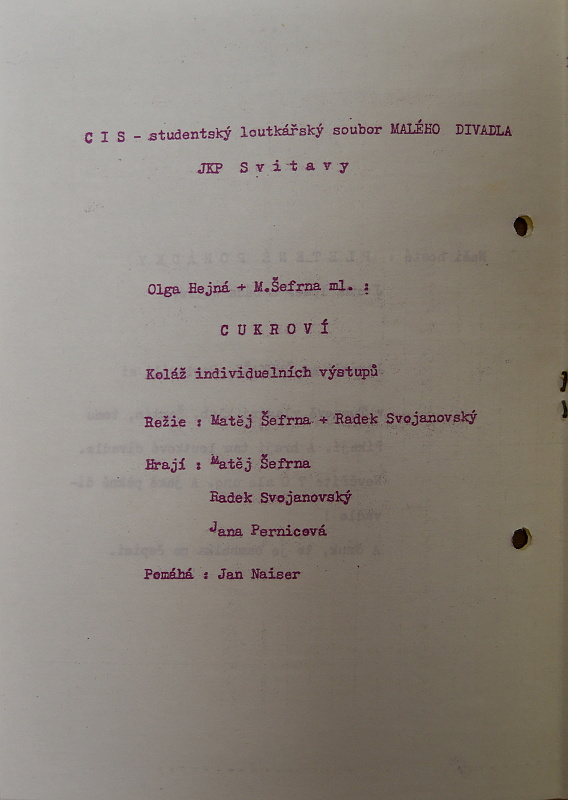 C I S - studentský loutkářský soubor MALÉHO DIVADLA
JKP S v i t a v y
Olga Hejná + M.Šefrna ml. :
C U K R O V Í
Koláž individuelních výstupů
Režie : Matěj Šefrna + Radek Svojanovský
Hrají : Matěj Šefrna
Radek Svojanovský
Jana Pernicová
Pomáhá : Jan Naiser